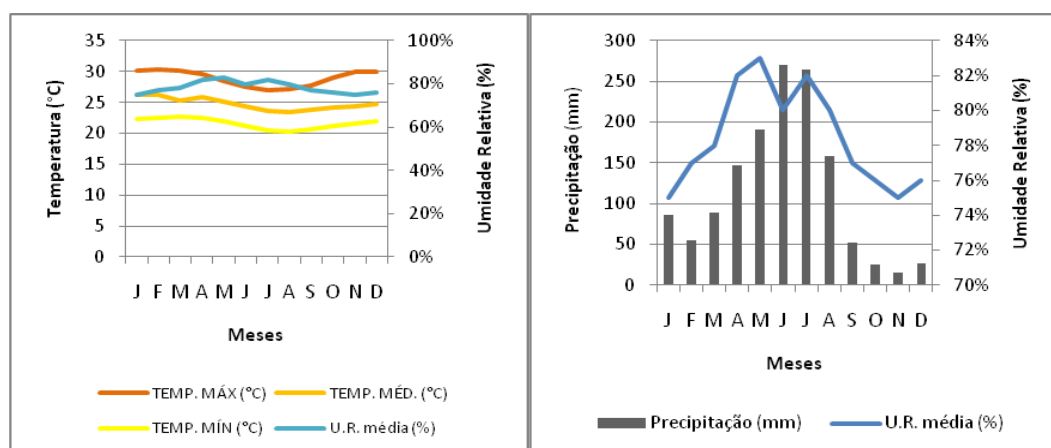 35
30
25
20
15
10
5
0
Temperatura (°C)
100%
80%
60%
40%
20%
0%
Umidade Relativa (%)
J F M A M J J A S O N D
Meses
TEMP. MÁX (°C)
TEMP. MÉD. (°C)
TEMP. MÍN (°C)
U.R. média (%)
300
250
200
150
100
50
0
Precipitação (mm)
84%
82%
80%
78%
76%
74%
72%
70%
Umidade Relativa (%)
J F M A M J J A S O N D
Meses
Precipitação (mm)
U.R. média (%)